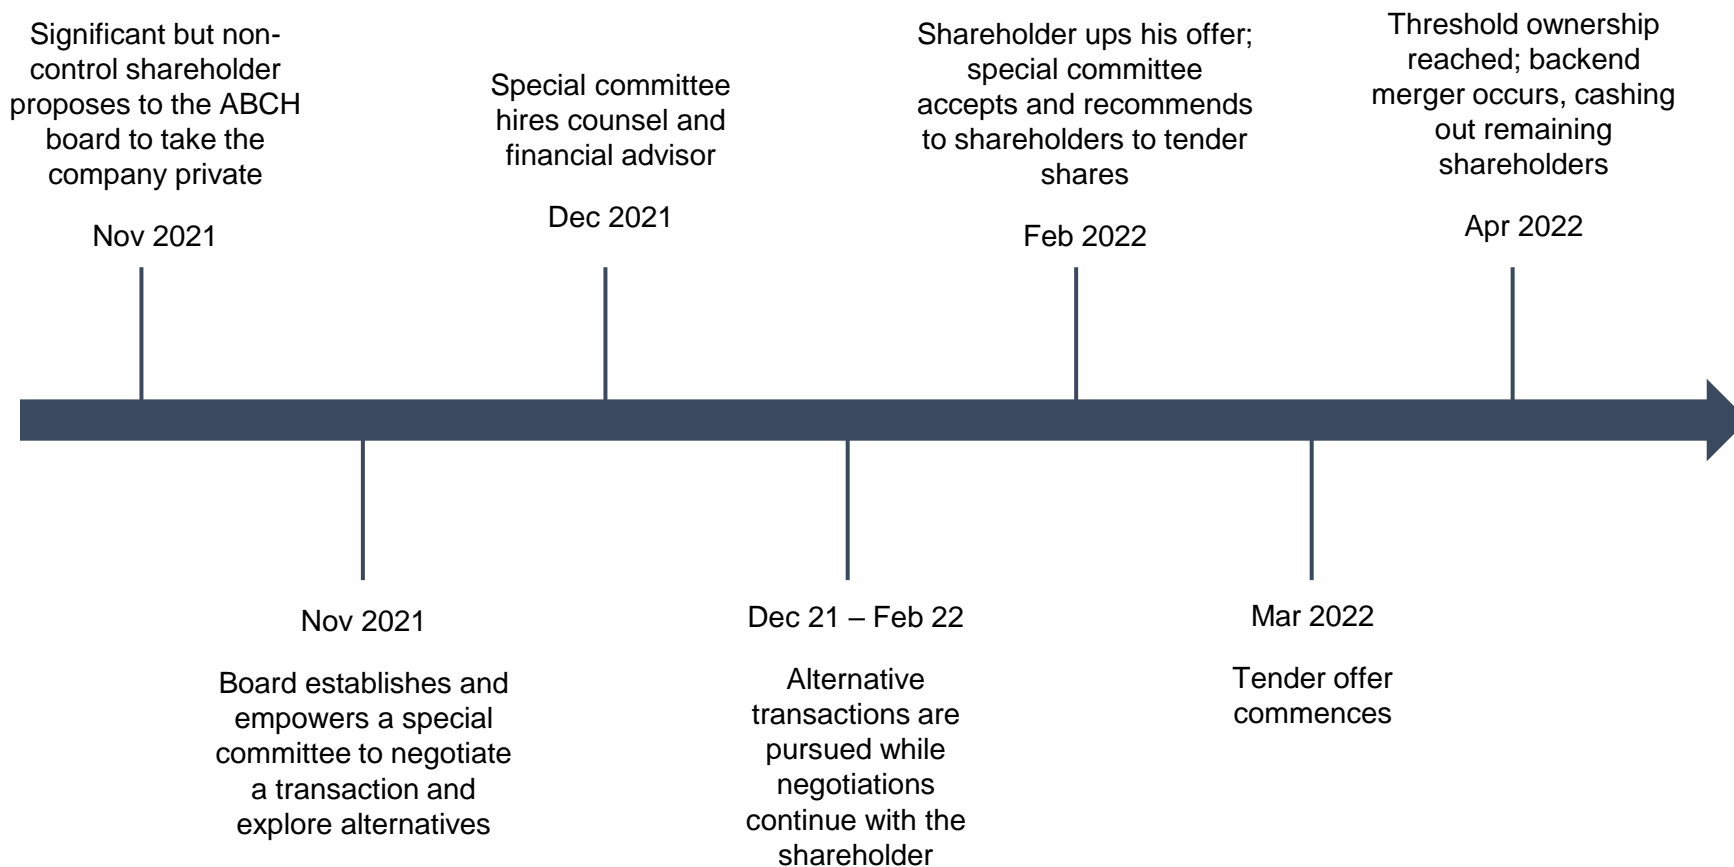 Significant but non-
control shareholder
proposes to the ABCH
board to take the
company private
Nov 2021
Nov 2021
Board establishes and
empowers a special
committee to negotiate
a transaction and
explore alternatives
Special committee
hires counsel and
financial advisor
Dec 2021
Dec 21 – Feb 22
Alternative
transactions are
pursued while
negotiations
continue with the
shareholder
Shareholder ups his offer;
special committee
accepts and recommends
to shareholders to tender
shares
Feb 2022
Mar 2022
Tender offer
commences
Threshold ownership
reached; backend
merger occurs, cashing
out remaining
shareholders
Apr 2022